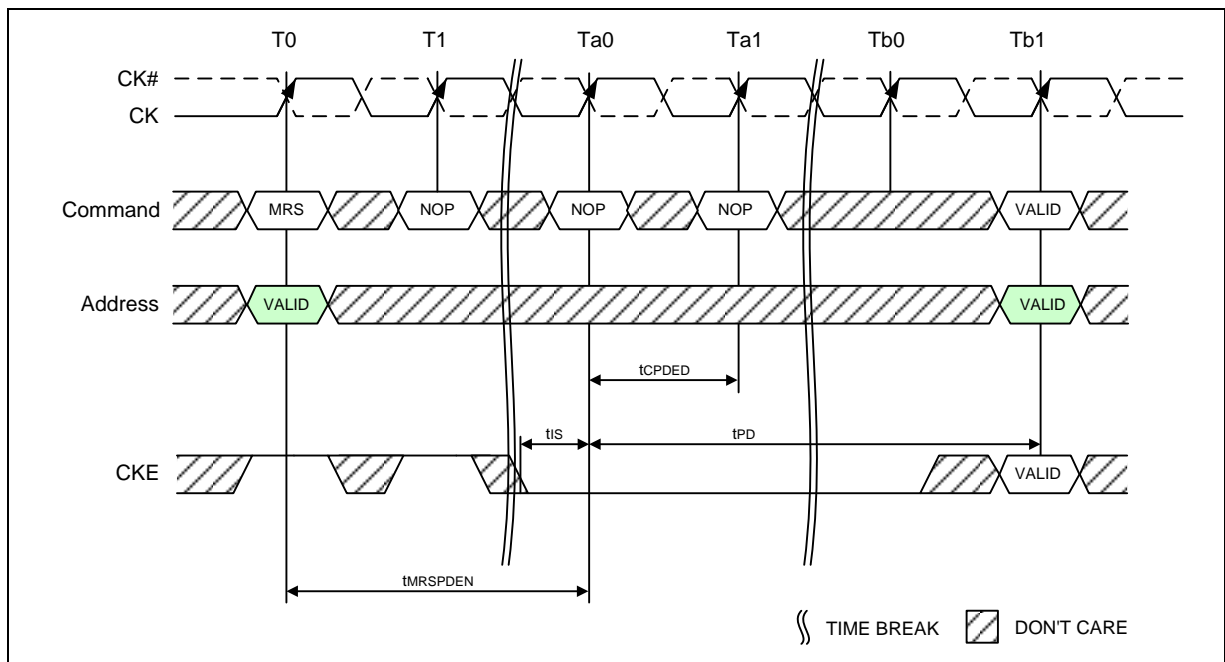 T0 T1 Ta0 Ta1 Tb0 Tb1
CK#
CK
Command MRS NOP NOP NOP VALID
Address VALID VALID
tCPDED
tIS tPD
CKE VALID
tMRSPDEN
TIME BREAK DON'T CARE